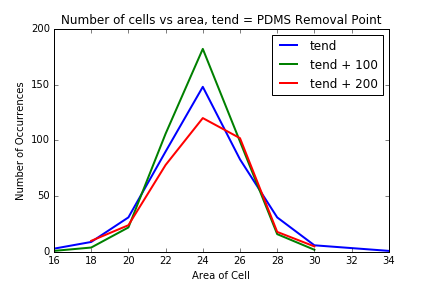 Number of cells vs area, tend = PDMS Removal Point
200
150
100
50
0
Number of Occurrences
tend
tend + 100
tend + 200
16 18 20 22 24 26 28 30 32 34
Area of Cell